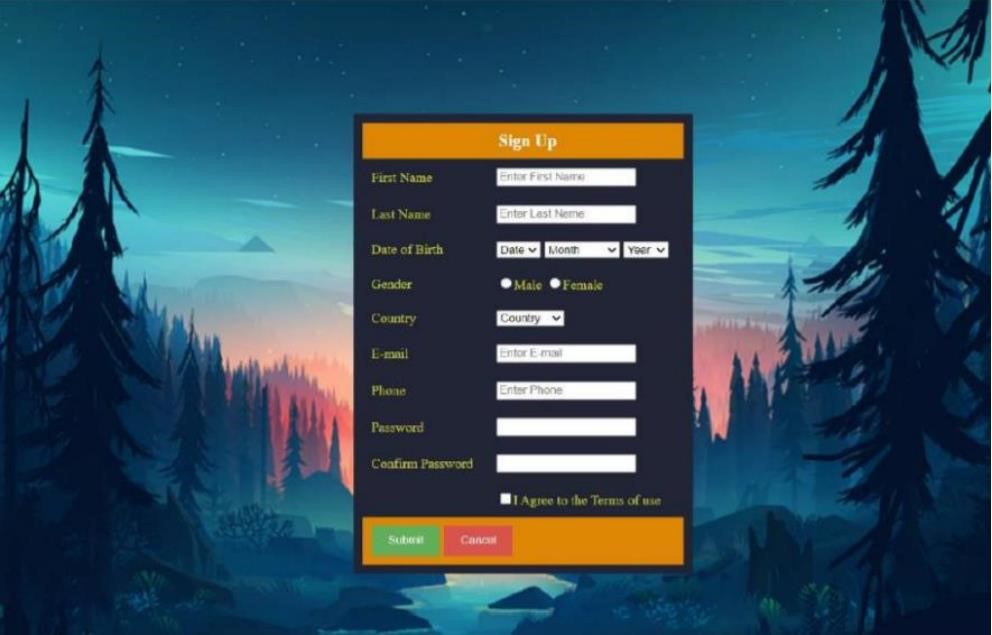 Sign Up
First Name Enter First Name
Last Name Enter Last Name
Date of Birth Date Month Year
Gender Male Female
Country Country
E-mail Enter E-mail
Phone Enter Phone
Password
Confirm Password
I Agree to the Terms of use
Submit Cancel